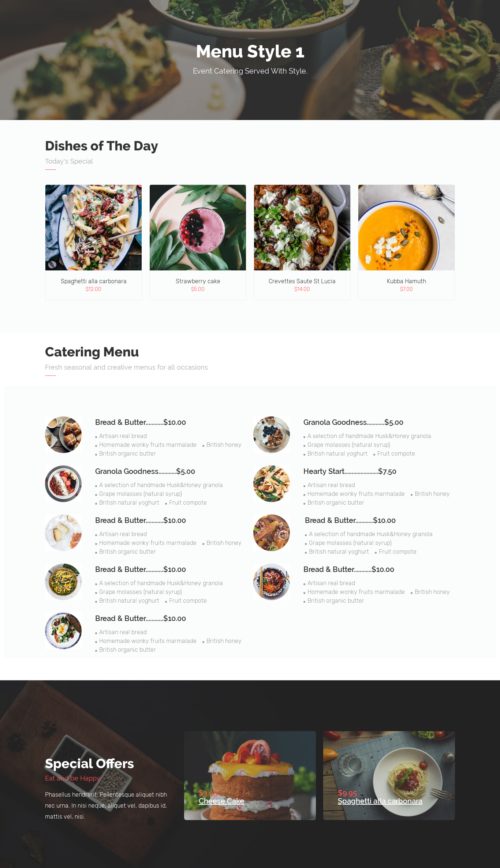 Menu Style 1
Event Catering Served With Style.
Dishes of The Day
Today's Special
Spaghetti alla carbonara
$12.00
Strawberry cake
$5.00
Crevettes Saute St Lucia
$14.00
Kubba Hamuth
$7.00
Catering Menu
Fresh seasonal and creative menus for all occasions
Bread & Butter...........$10.00
Artisan real bread
Homemade wonky fruits marmalade
British honey
British organic butter
Granola Goodness...........$5.00
A selection of handmade Husk&Honey granola
Grape molasses (natural syrup)
British natural yoghurt
Fruit compote
Granola Goodness...........$5.00
A selection of handmade Husk&Honey granola
Grape molasses (natural syrup)
British natural yoghurt
Fruit compote
Hearty Start.....................$7.50
Artisan real bread
Homemade wonky fruits marmalade
British honey
British organic butter
Bread & Butter...........$10.00
Artisan real bread
Homemade wonky fruits marmalade
British honey
British organic butter
Bread & Butter...........$10.00
A selection of handmade Husk&Honey granola
Grape molasses (natural syrup)
British natural yoghurt
Fruit compote
Bread & Butter...........$10.00
A selection of handmade Husk&Honey granola
Grape molasses (natural syrup)
British natural yoghurt
Fruit compote
Bread & Butter...........$10.00
Artisan real bread
Homemade wonky fruits marmalade
British honey
British organic butter
Bread & Butter...........$10.00
Artisan real bread
Homemade wonky fruits marmalade
British honey
British organic butter
Special Offers
Eat and be Happy
Phasellus hendrerit. Pellentesque aliquet nibh
nec urna. In nisi neque, aliquet vel, dapibus id,
mattis vel, nisi.
Cheese Cake
$9.95
Spaghetti alla carbonara